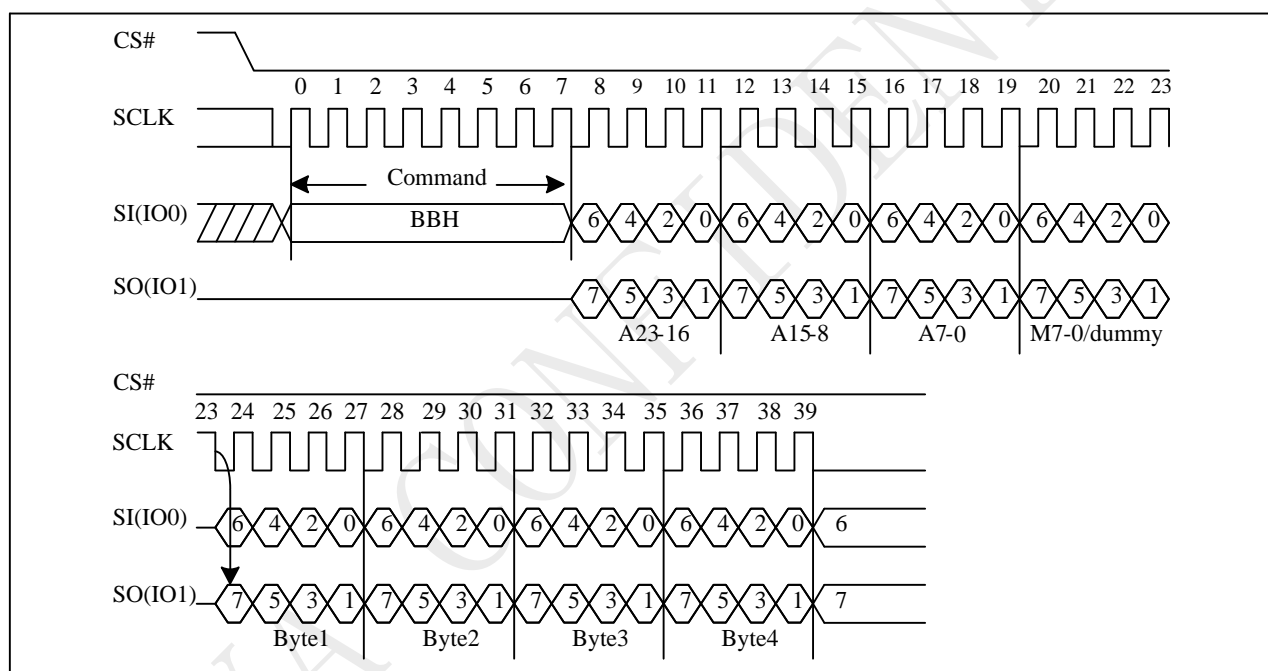 CS#
0 1 2 3 4 5 6 7 8 9 10 11 12 13 14 15 16 17 18 19 20 21 22 23
SCLK
Command
SI(IO0) BBH 6 4 2 0 6 4 2 0 6 4 2 0 6 4 2 0
SO(IO1) 7 5 3 1 7 5 3 1 7 5 3 1 7 5 3 1
A23-16 A15-8 A7-0 M7-0/dummy
CS#
23 24 25 26 27 28 29 30 31 32 33 34 35 36 37 38 39
SCLK
SI(IO0) 6 4 2 0 6 4 2 0 6 4 2 0 6 4 2 0 6
SO(IO1) 7 5 3 1 7 5 3 1 7 5 3 1 7 5 3 1 7
Byte1 Byte2 Byte3 Byte4